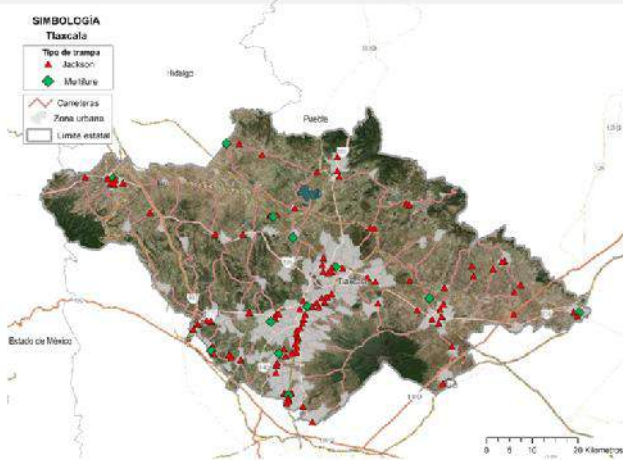 SIMBOLOGÍA
Tlaxcala
Tipo de trampa
Jackson
Multilure
Carreteras
Zona urbana
Límite estatal
Hidalgo
Puebla
Tlaxcala
Estado de México
0 5 10 20 Kilometros